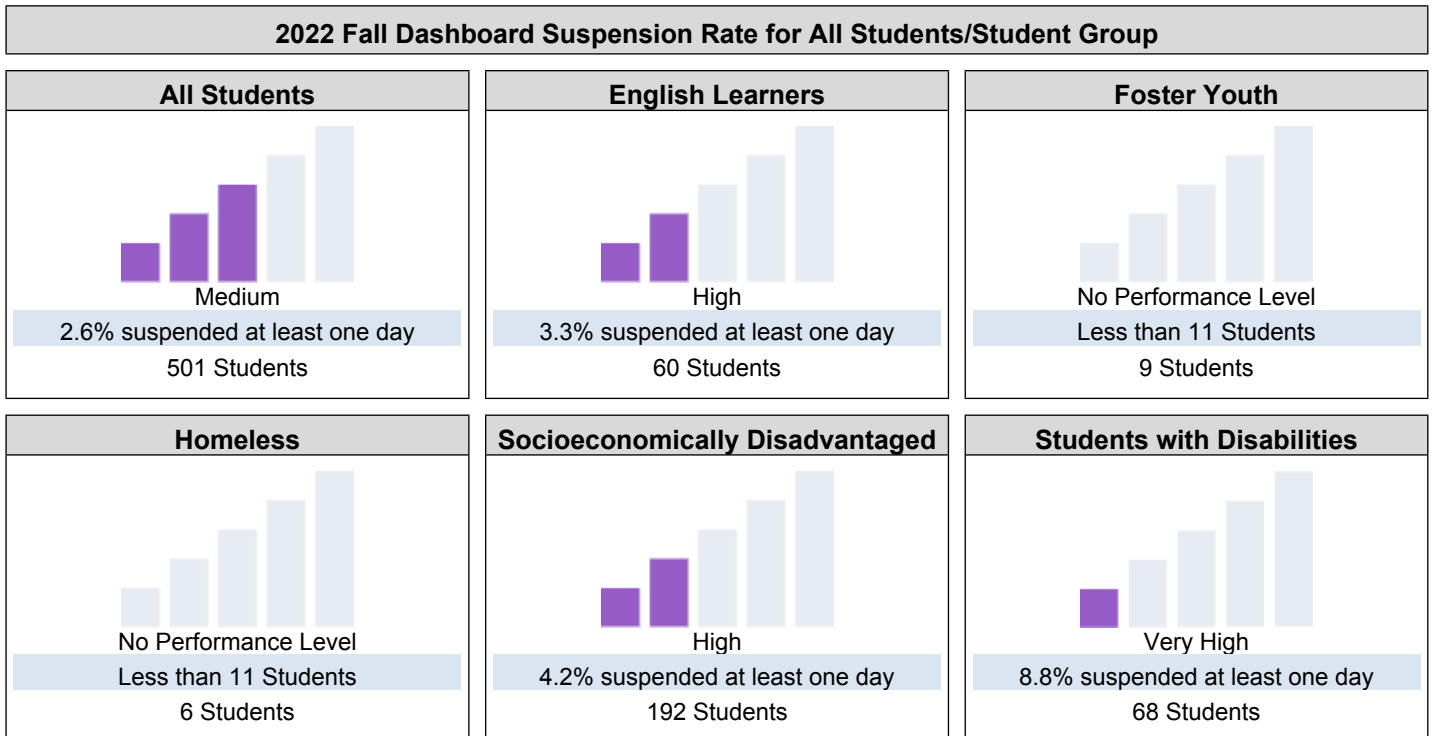 2022 Fall Dashboard Suspension Rate for All Students/Student Group
All Students
Medium
2.6% suspended at least one day
501 Students
English Learners
High
3.3% suspended at least one day
60 Students
Foster Youth
No Performance Level
Less than 11 Students
9 Students
Homeless
No Performance Level
Less than 11 Students
6 Students
Socioeconomically Disadvantaged
High
4.2% suspended at least one day
192 Students
Students with Disabilities
Very High
8.8% suspended at least one day
68 Students